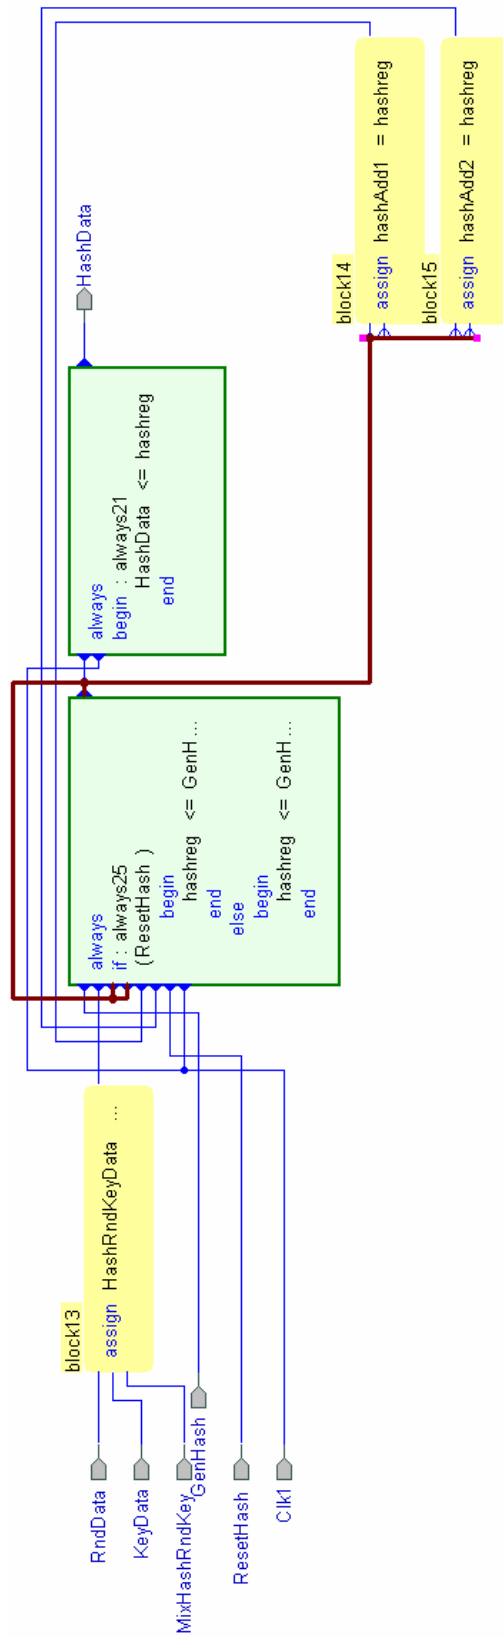 RndData
KeyData
MixHashRndKey
GenHash
ResetHash
Clk1
block13
assign HashRndKeyData ...
always
if : always25
(ResetHash )
begin
hashreg <= GenH ...
end
else
begin
hashreg <= GenH ...
end
always
begin : always21
HashData <= hashreg
end
HashData
block14
assign hashAdd1 = hashreg
block15
assign hashAdd2 = hashreg